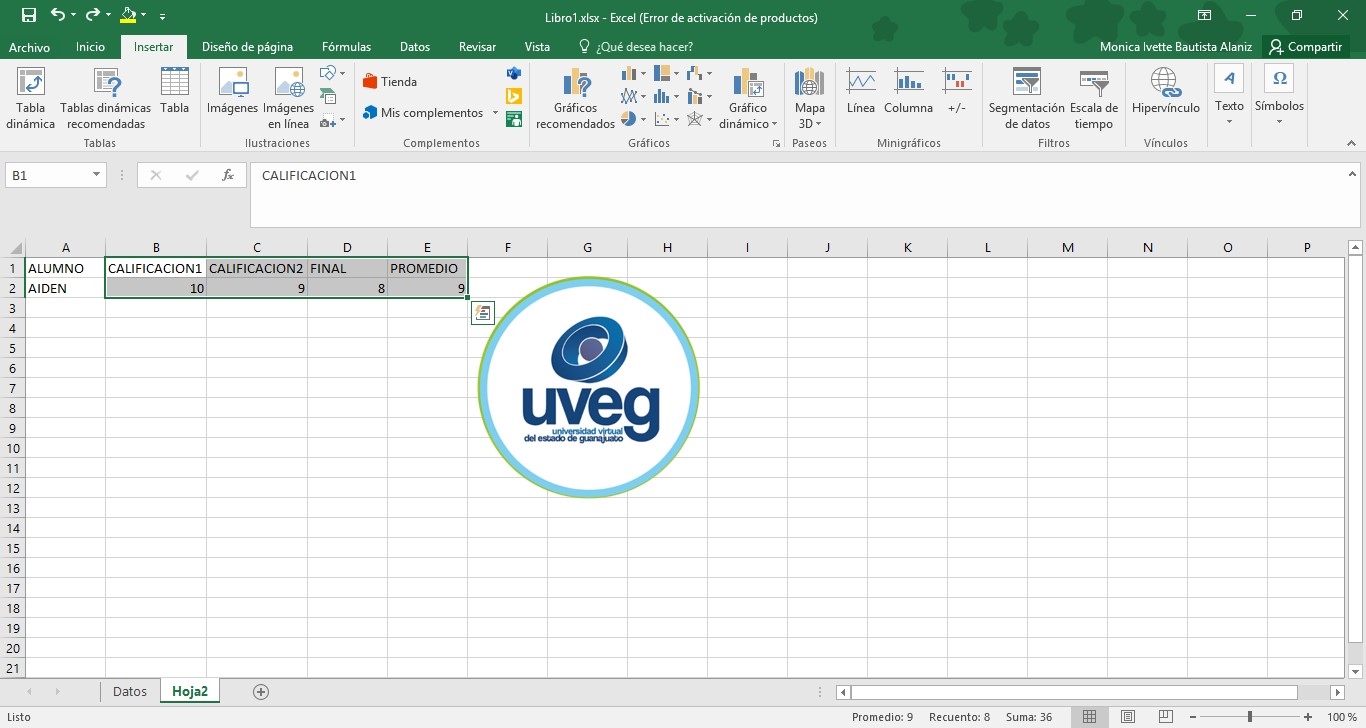 Libro1.xlsx - Excel (Error de activación de productos)
Archivo Inicio Insertar Diseño de página Fórmulas Datos Revisar Vista ¿Qué desea hacer? Monica Ivette Bautista Alaniz Compartir
Tabla dinámica
Tablas dinámicas recomendadas
Tabla
Imágenes
Imágenes en línea
Tienda
Mis complementos
Gráficos recomendados
Gráfico dinámico
Mapa 3D
Línea
Columna
+/-
Segmentación de datos
Escala de tiempo
Hipervínculo
Texto
Símbolos
Tablas Ilustraciones Complementos Gráficos Paseos Minigráficos Filtros Vínculos
B1 fx CALIFICACION1
A B C D E F G H I J K L M N O P
1 ALUMNO CALIFICACION1 CALIFICACION2 FINAL PROMEDIO
2 AIDEN 10 9 8 9
3
4
5
6
7
8
9
10
11
12
13
14
15
16
17
18
19
20
21
uveg
universidad virtual
del estado de guanajuato
Datos Hoja2
Listo Promedio: 9 Recuento: 8 Suma: 36 100 %